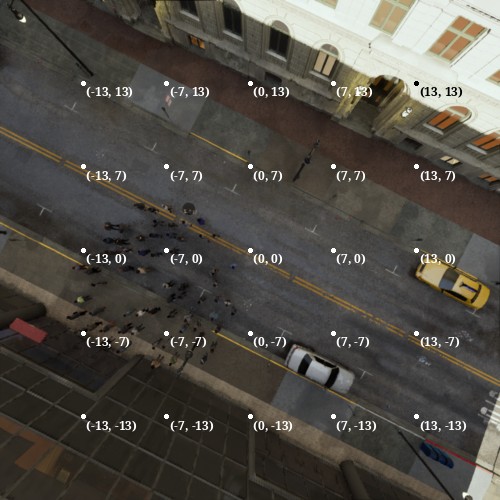 (-13, 13) (-7, 13) (0, 13) (7, 13) (13, 13)
(-13, 7) (-7, 7) (0, 7) (7, 7) (13, 7)
(-13, 0) (-7, 0) (0, 0) (7, 0) (13, 0)
(-13, -7) (-7, -7) (0, -7) (7, -7) (13, -7)
(-13, -13) (-7, -13) (0, -13) (7, -13) (13, -13)